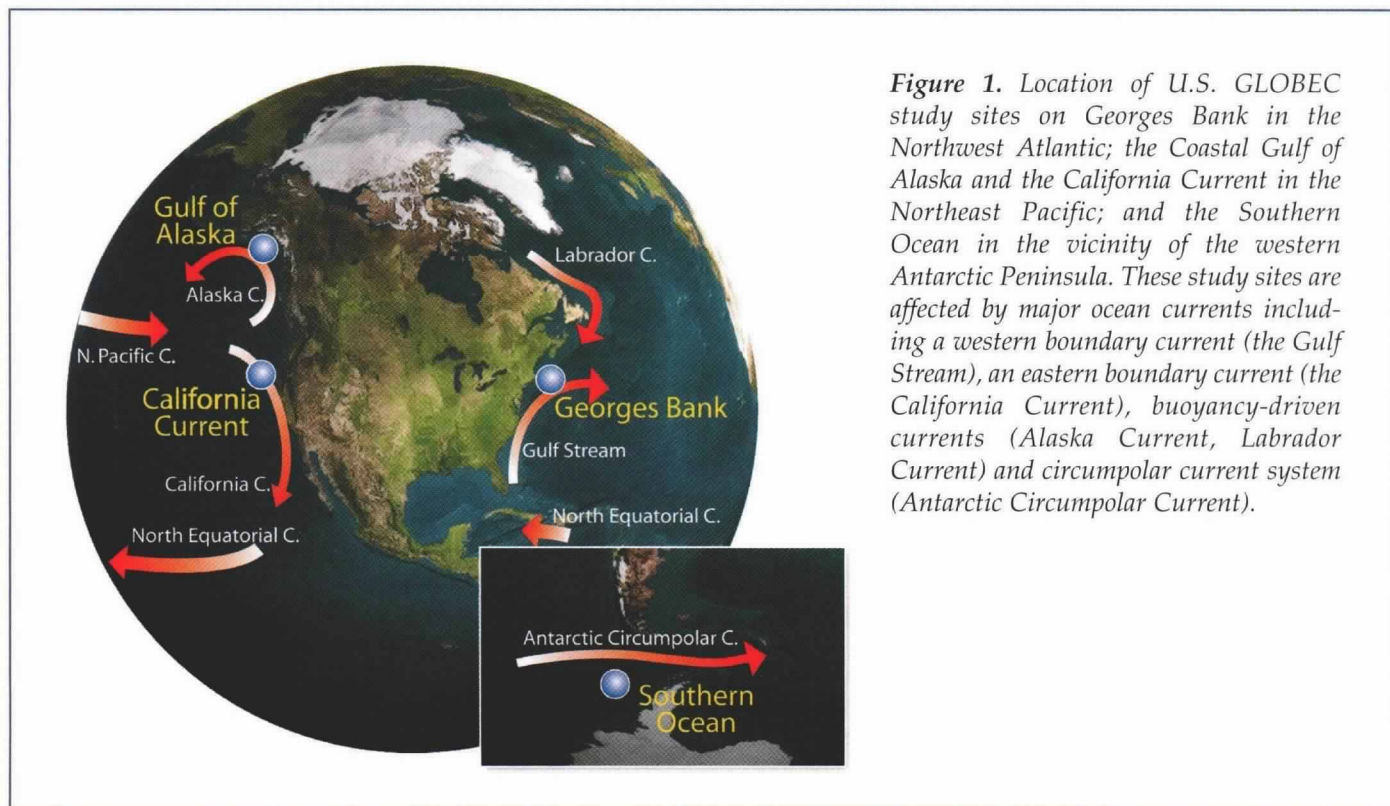 Gulf of
Alaska
Alaska C.
N. Pacific C.
California
Current
California C.
North Equatorial C.
Labrador C.
Georges Bank
Gulf Stream
North Equatorial C.
Antarctic Circumpolar C.
Southern
Ocean
Figure 1. Location of U.S. GLOBEC
study sites on Georges Bank in the
Northwest Atlantic; the Coastal Gulf of
Alaska and the California Current in the
Northeast Pacific; and the Southern
Ocean in the vicinity of the western
Antarctic Peninsula. These study sites are
affected by major ocean currents includ-
ing a western boundary current (the Gulf
Stream), an eastern boundary current (the
California Current), buoyancy-driven
currents (Alaska Current, Labrador
Current) and circumpolar current system
(Antarctic Circumpolar Current).